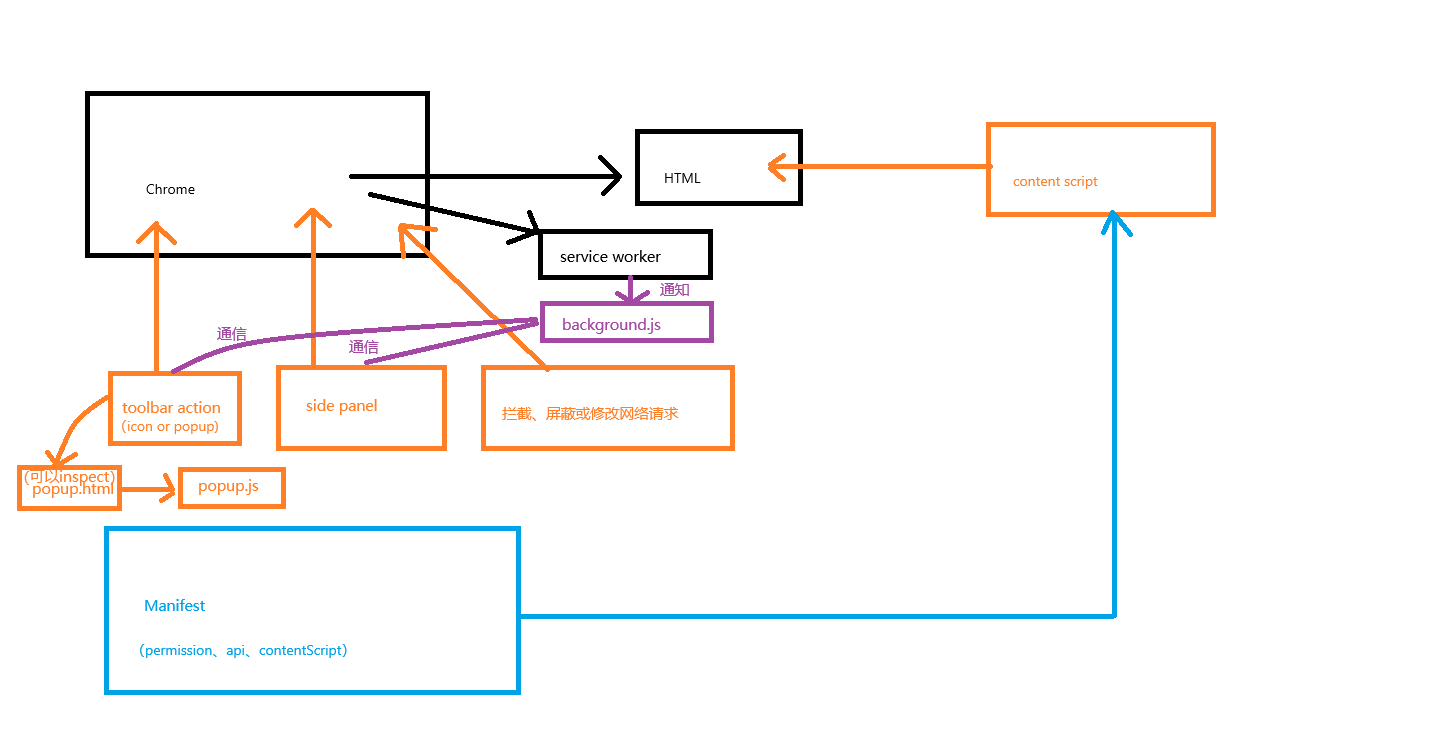 Chrome
HTML
content script
service worker
通知
background.js
通信
通信
toolbar action
(icon or popup)
side panel
拦截、屏蔽或修改网络请求
(可以inspect)
popup.html
popup.js
Manifest
(permission、api、contentScript)